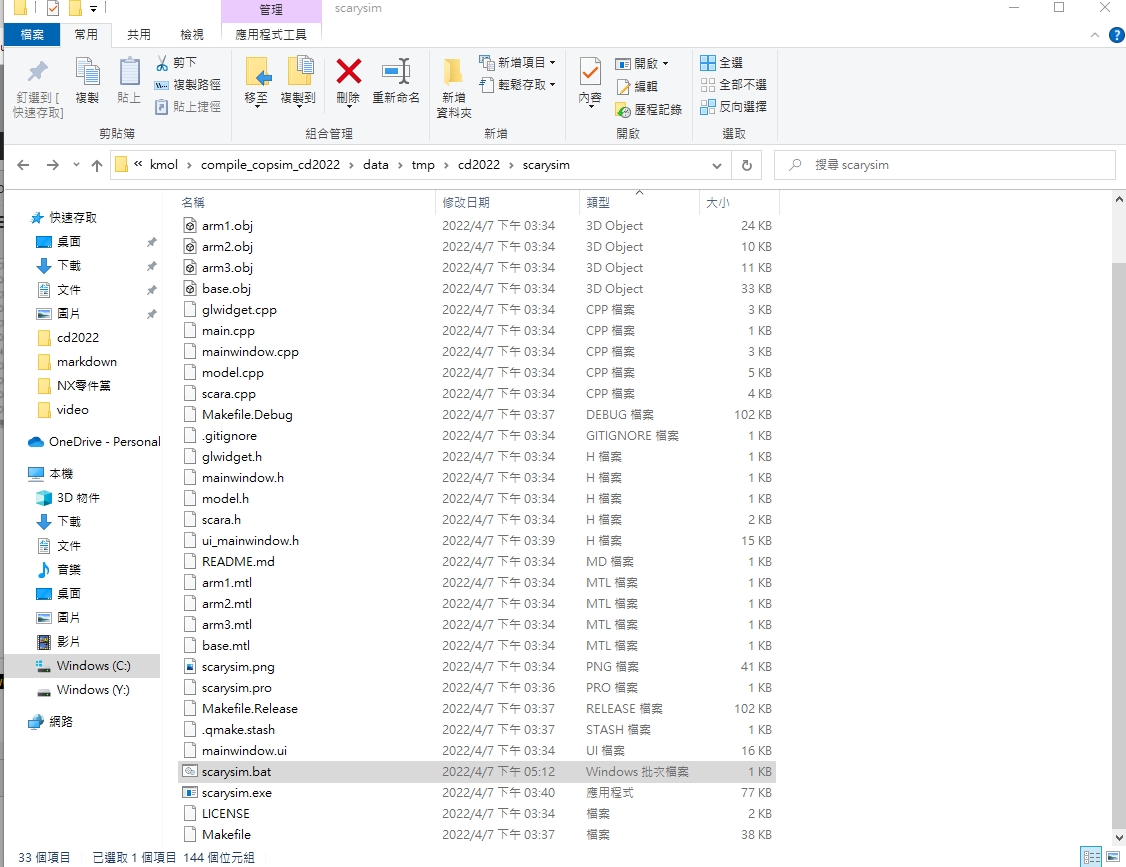 管理
scarysim
檔案
常用
共用
檢視
應用程式工具
釘選到 [
快速存取]
複製
貼上
剪下
複製路徑
貼上捷徑
剪貼簿
移至
複製到
刪除
重新命名
組合管理
新增
資料夾
新增項目
輕鬆存取
新增
內容
開啟
編輯
歷程記錄
開啟
全選
全部不選
反向選擇
選取
« kmol › compile_copsim_cd2022 › data › tmp › cd2022 › scarysim
搜尋 scarysim
快速存取
桌面
下載
文件
圖片
cd2022
markdown
NX零件黨
video
OneDrive - Personal
本機
3D 物件
下載
文件
音樂
桌面
圖片
影片
Windows (C:)
Windows (Y:)
網路
名稱 修改日期 類型 大小
arm1.obj 2022/4/7 下午 03:34 3D Object 24 KB
arm2.obj 2022/4/7 下午 03:34 3D Object 10 KB
arm3.obj 2022/4/7 下午 03:34 3D Object 11 KB
base.obj 2022/4/7 下午 03:34 3D Object 33 KB
glwidget.cpp 2022/4/7 下午 03:34 CPP 檔案 3 KB
main.cpp 2022/4/7 下午 03:34 CPP 檔案 1 KB
mainwindow.cpp 2022/4/7 下午 03:34 CPP 檔案 3 KB
model.cpp 2022/4/7 下午 03:34 CPP 檔案 5 KB
scara.cpp 2022/4/7 下午 03:34 CPP 檔案 4 KB
Makefile.Debug 2022/4/7 下午 03:37 DEBUG 檔案 102 KB
.gitignore 2022/4/7 下午 03:34 GITIGNORE 檔案 1 KB
glwidget.h 2022/4/7 下午 03:34 H 檔案 1 KB
mainwindow.h 2022/4/7 下午 03:34 H 檔案 1 KB
model.h 2022/4/7 下午 03:34 H 檔案 1 KB
scara.h 2022/4/7 下午 03:34 H 檔案 2 KB
ui_mainwindow.h 2022/4/7 下午 03:39 H 檔案 15 KB
README.md 2022/4/7 下午 03:34 MD 檔案 1 KB
arm1.mtl 2022/4/7 下午 03:34 MTL 檔案 1 KB
arm2.mtl 2022/4/7 下午 03:34 MTL 檔案 1 KB
arm3.mtl 2022/4/7 下午 03:34 MTL 檔案 1 KB
base.mtl 2022/4/7 下午 03:34 MTL 檔案 1 KB
scarysim.png 2022/4/7 下午 03:34 PNG 檔案 41 KB
scarysim.pro 2022/4/7 下午 03:36 PRO 檔案 1 KB
Makefile.Release 2022/4/7 下午 03:37 RELEASE 檔案 102 KB
.qmake.stash 2022/4/7 下午 03:37 STASH 檔案 1 KB
mainwindow.ui 2022/4/7 下午 03:34 UI 檔案 16 KB
scarysim.bat 2022/4/7 下午 05:12 Windows 批次檔案 1 KB
scarysim.exe 2022/4/7 下午 03:40 應用程式 77 KB
LICENSE 2022/4/7 下午 03:34 檔案 2 KB
Makefile 2022/4/7 下午 03:37 檔案 38 KB
33 個項目 已選取 1 個項目 144 個位元組